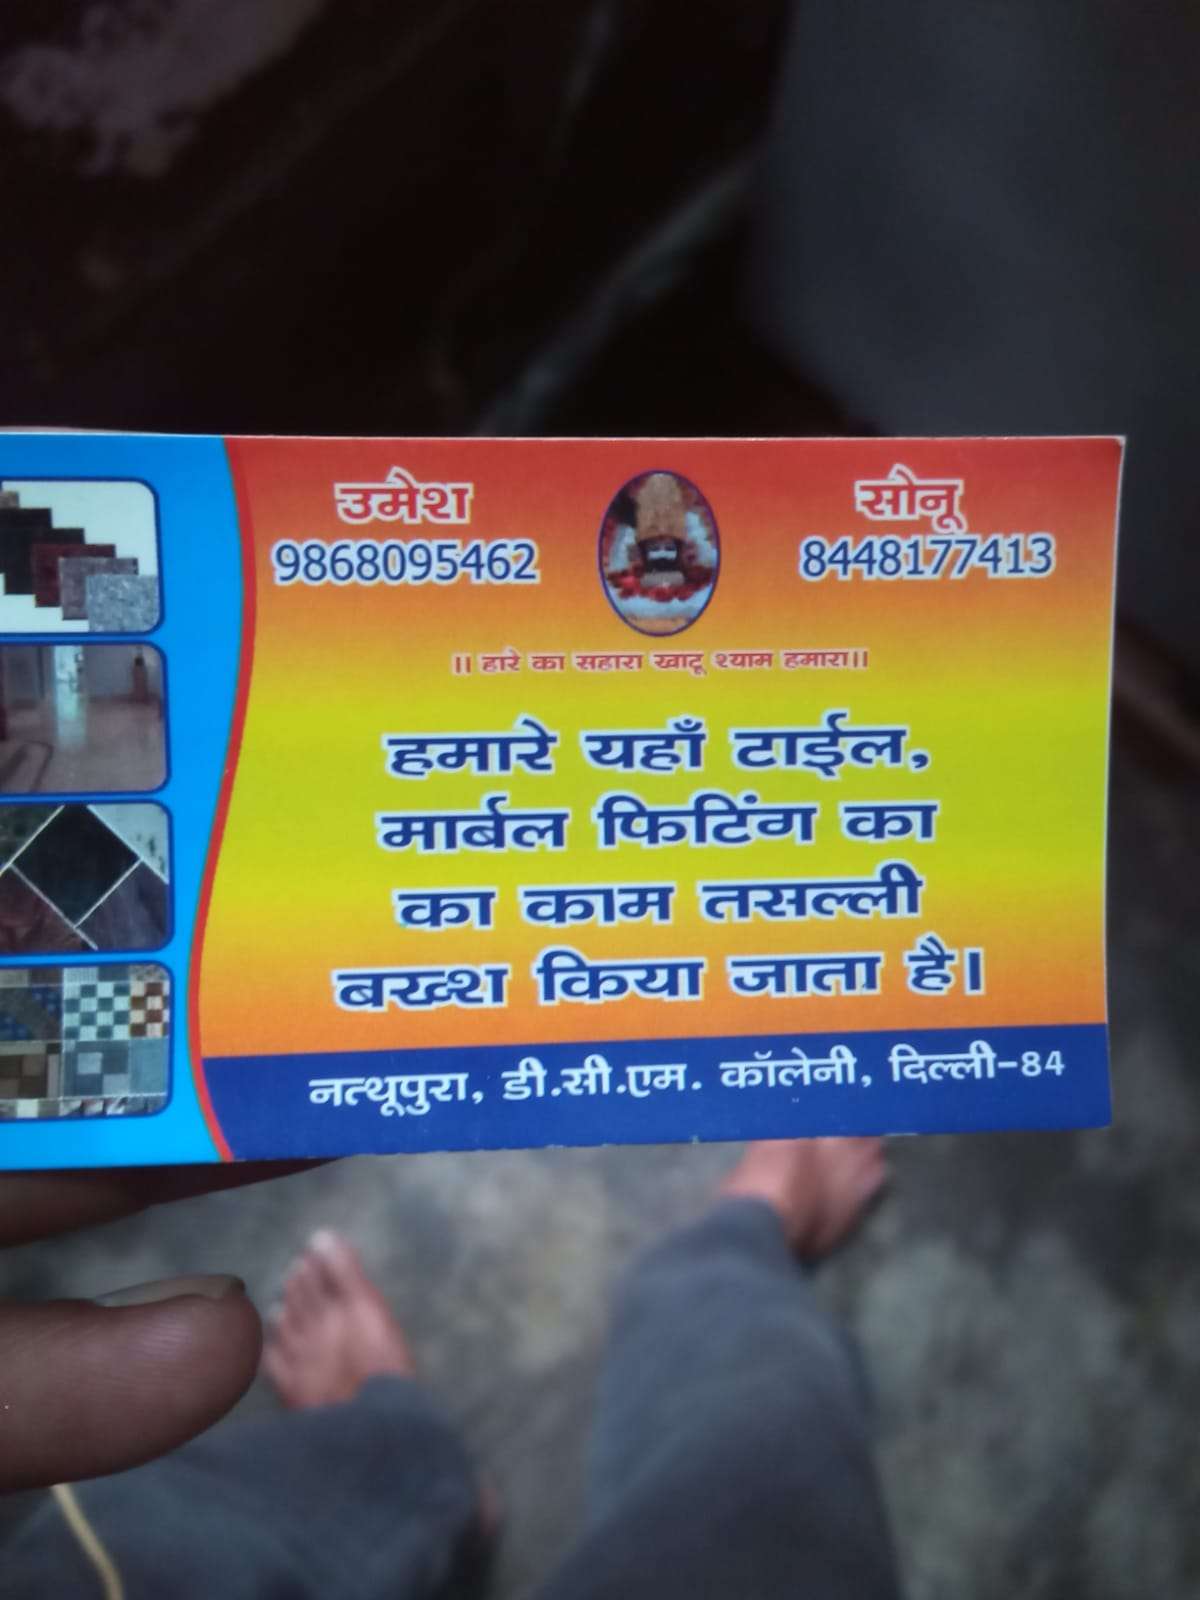 उमेश
9868095462
सोनू
8448177413
॥ हारे का सहारा खाटू श्याम हमारा॥
हमारे यहाँ टाईल,
मार्बल फिटिंग का
का काम तसल्ली
बख्श किया जाता है।
नत्थूपुरा, डी.सी.एम. कॉलेनी, दिल्ली-84